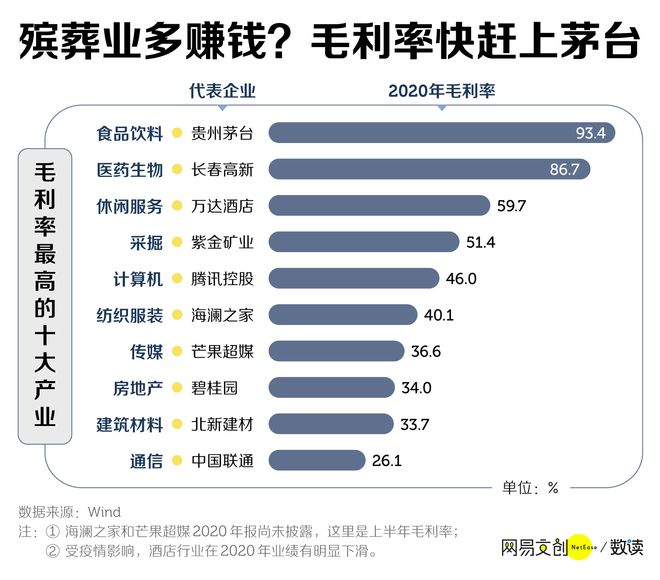 殡葬业多赚钱？毛利率快赶上茅台
代表企业 2020年毛利率
毛利率最高的十大产业
食品饮料 贵州茅台 93.4
医药生物 长春高新 86.7
休闲服务 万达酒店 59.7
采掘 紫金矿业 51.4
计算机 腾讯控股 46.0
纺织服装 海澜之家 40.1
传媒 芒果超媒 36.6
房地产 碧桂园 34.0
建筑材料 北新建材 33.7
通信 中国联通 26.1
单位：%
数据来源：Wind
注：① 海澜之家和芒果超媒2020年报尚未披露，这里是上半年毛利率；
② 受疫情影响，酒店行业在2020年业绩有明显下滑。
网易文创 NetEase / 数读